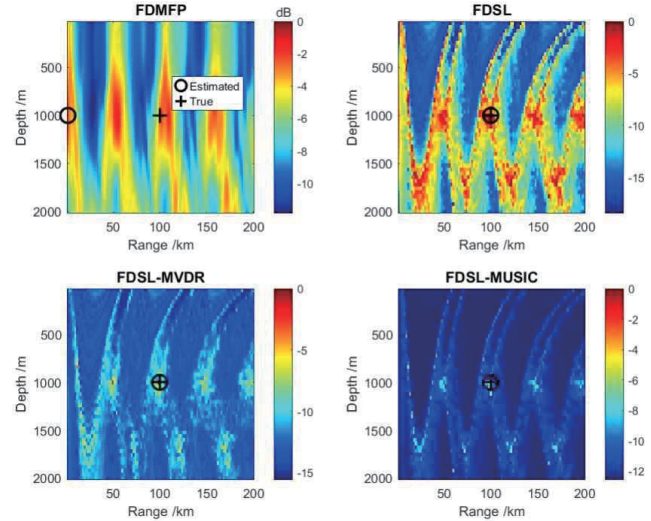 FDMFP
dB
0
-2
-4
-6
-8
-10
500
1000
1500
2000
Depth /m
50 100 150 200
Range /km
Estimated
True
FDSL
0
-5
-10
-15
500
1000
1500
2000
Depth /m
50 100 150 200
Range /km
FDSL-MVDR
0
-5
-10
-15
500
1000
1500
2000
Depth /m
50 100 150 200
Range /km
FDSL-MUSIC
0
-2
-4
-6
-8
-10
-12
500
1000
1500
2000
Depth /m
50 100 150 200
Range /km